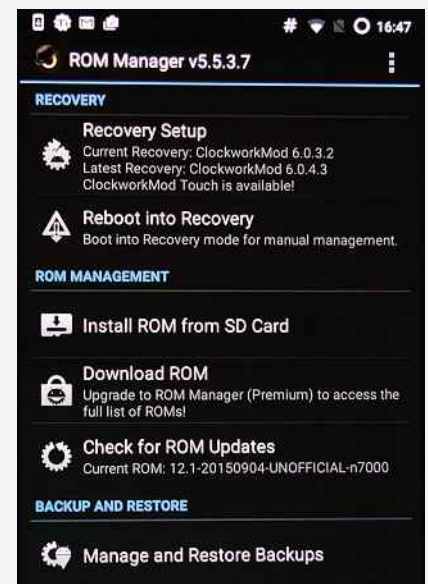 # 16:47
ROM Manager v5.5.3.7
RECOVERY
Recovery Setup
Current Recovery: ClockworkMod 6.0.3.2
Latest Recovery: ClockworkMod 6.0.4.3
ClockworkMod Touch is available!
Reboot into Recovery
Boot into Recovery mode for manual management.
ROM MANAGEMENT
Install ROM from SD Card
Download ROM
Upgrade to ROM Manager (Premium) to access the
full list of ROMs!
Check for ROM Updates
Current ROM: 12.1-20150904-UNOFFICIAL-n7000
BACKUP AND RESTORE
Manage and Restore Backups